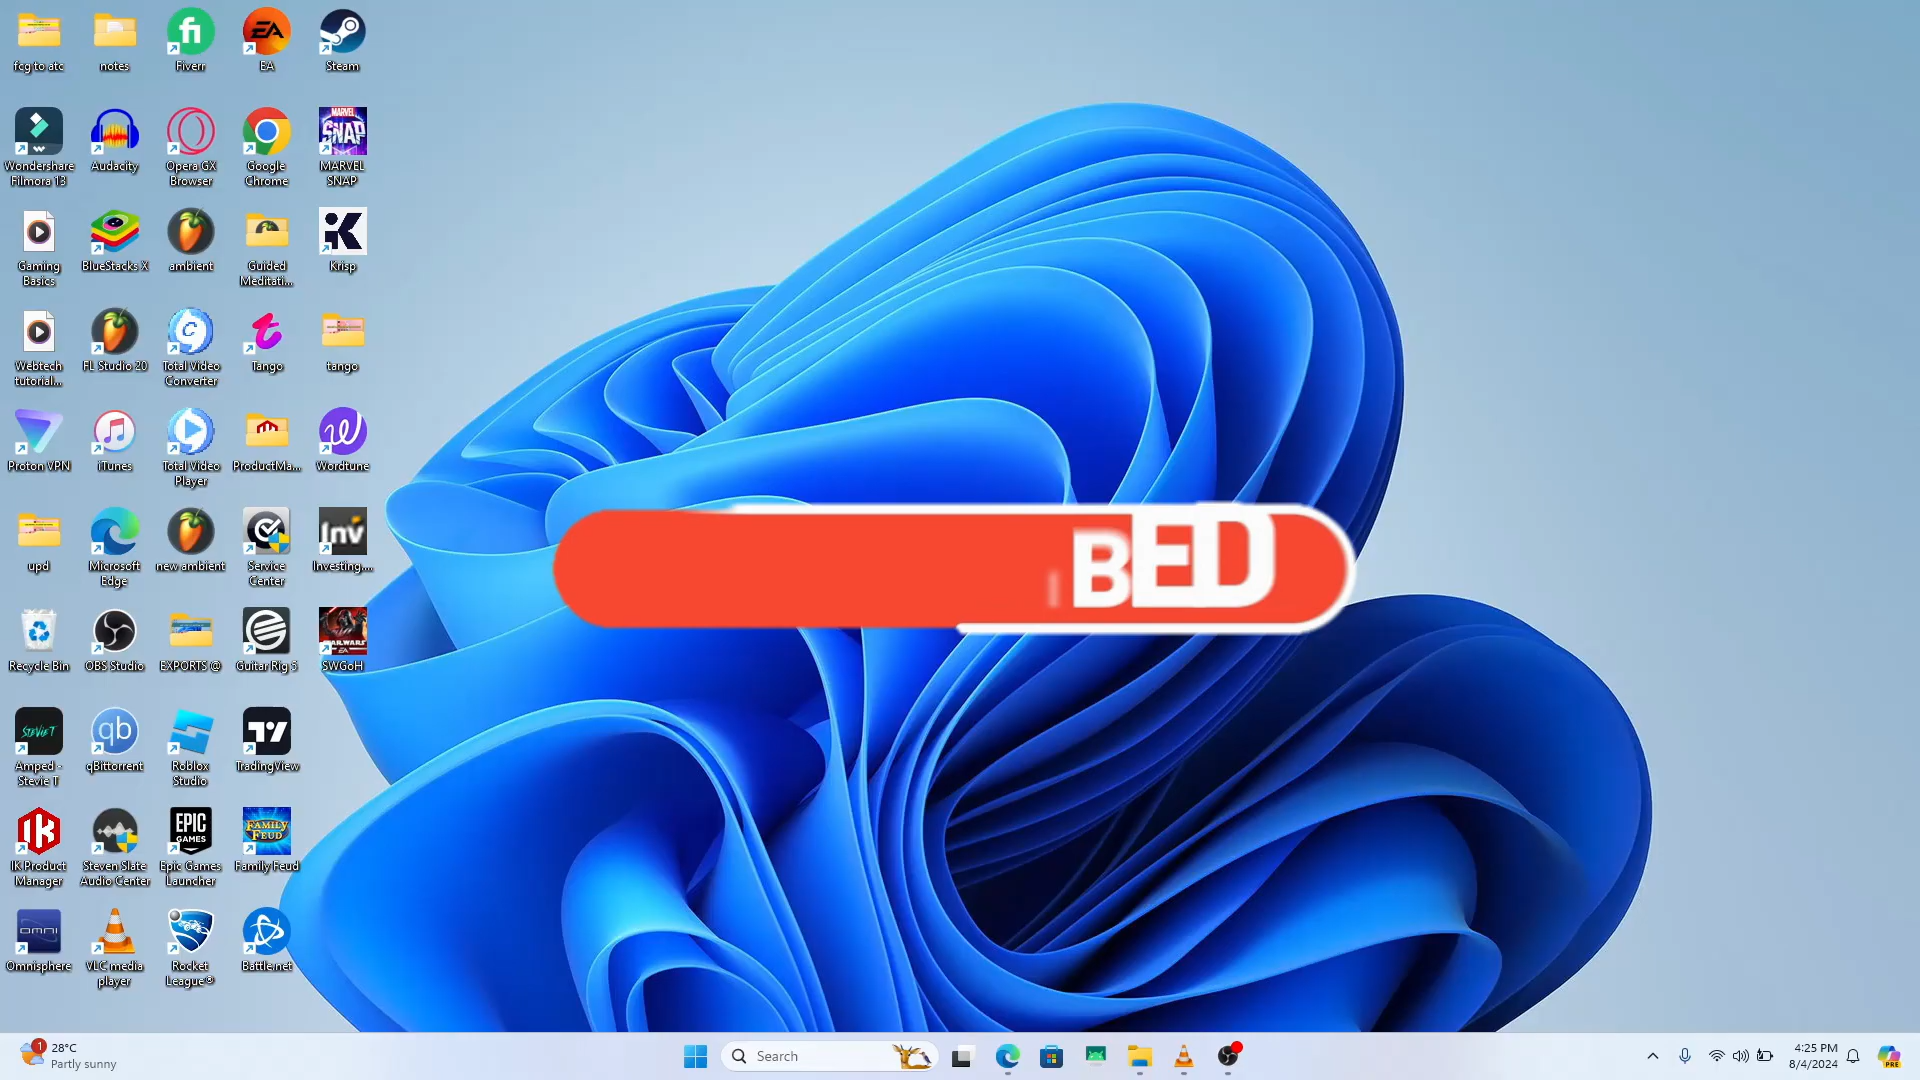 fcg to atc
notes
Fiverr
EA
Steam
Wondershare Filmora 13
Audacity
Opera GX Browser
Google Chrome
MARVEL SNAP
Gaming Basics
BlueStacks X
ambient
Guided Meditati...
Krisp
Webtech tutorial...
FL Studio 20
Total Video Converter
Tango
tango
Proton VPN
iTunes
Total Video Player
ProductMa...
Wordtune
upd
Microsoft Edge
new ambient
Service Center
Investing....
Recycle Bin
OBS Studio
EXPORTS @
Guitar Rig 5
SWGoH
Amped - Stevie T
qBittorrent
Roblox Studio
TradingView
IK Product Manager
Steven Slate Audio Center
Epic Games Launcher
Family Feud
Omnisphere
VLC media player
Rocket League®
Battle.net
BED
1
28°C
Partly sunny
Search
4:25 PM
8/4/2024